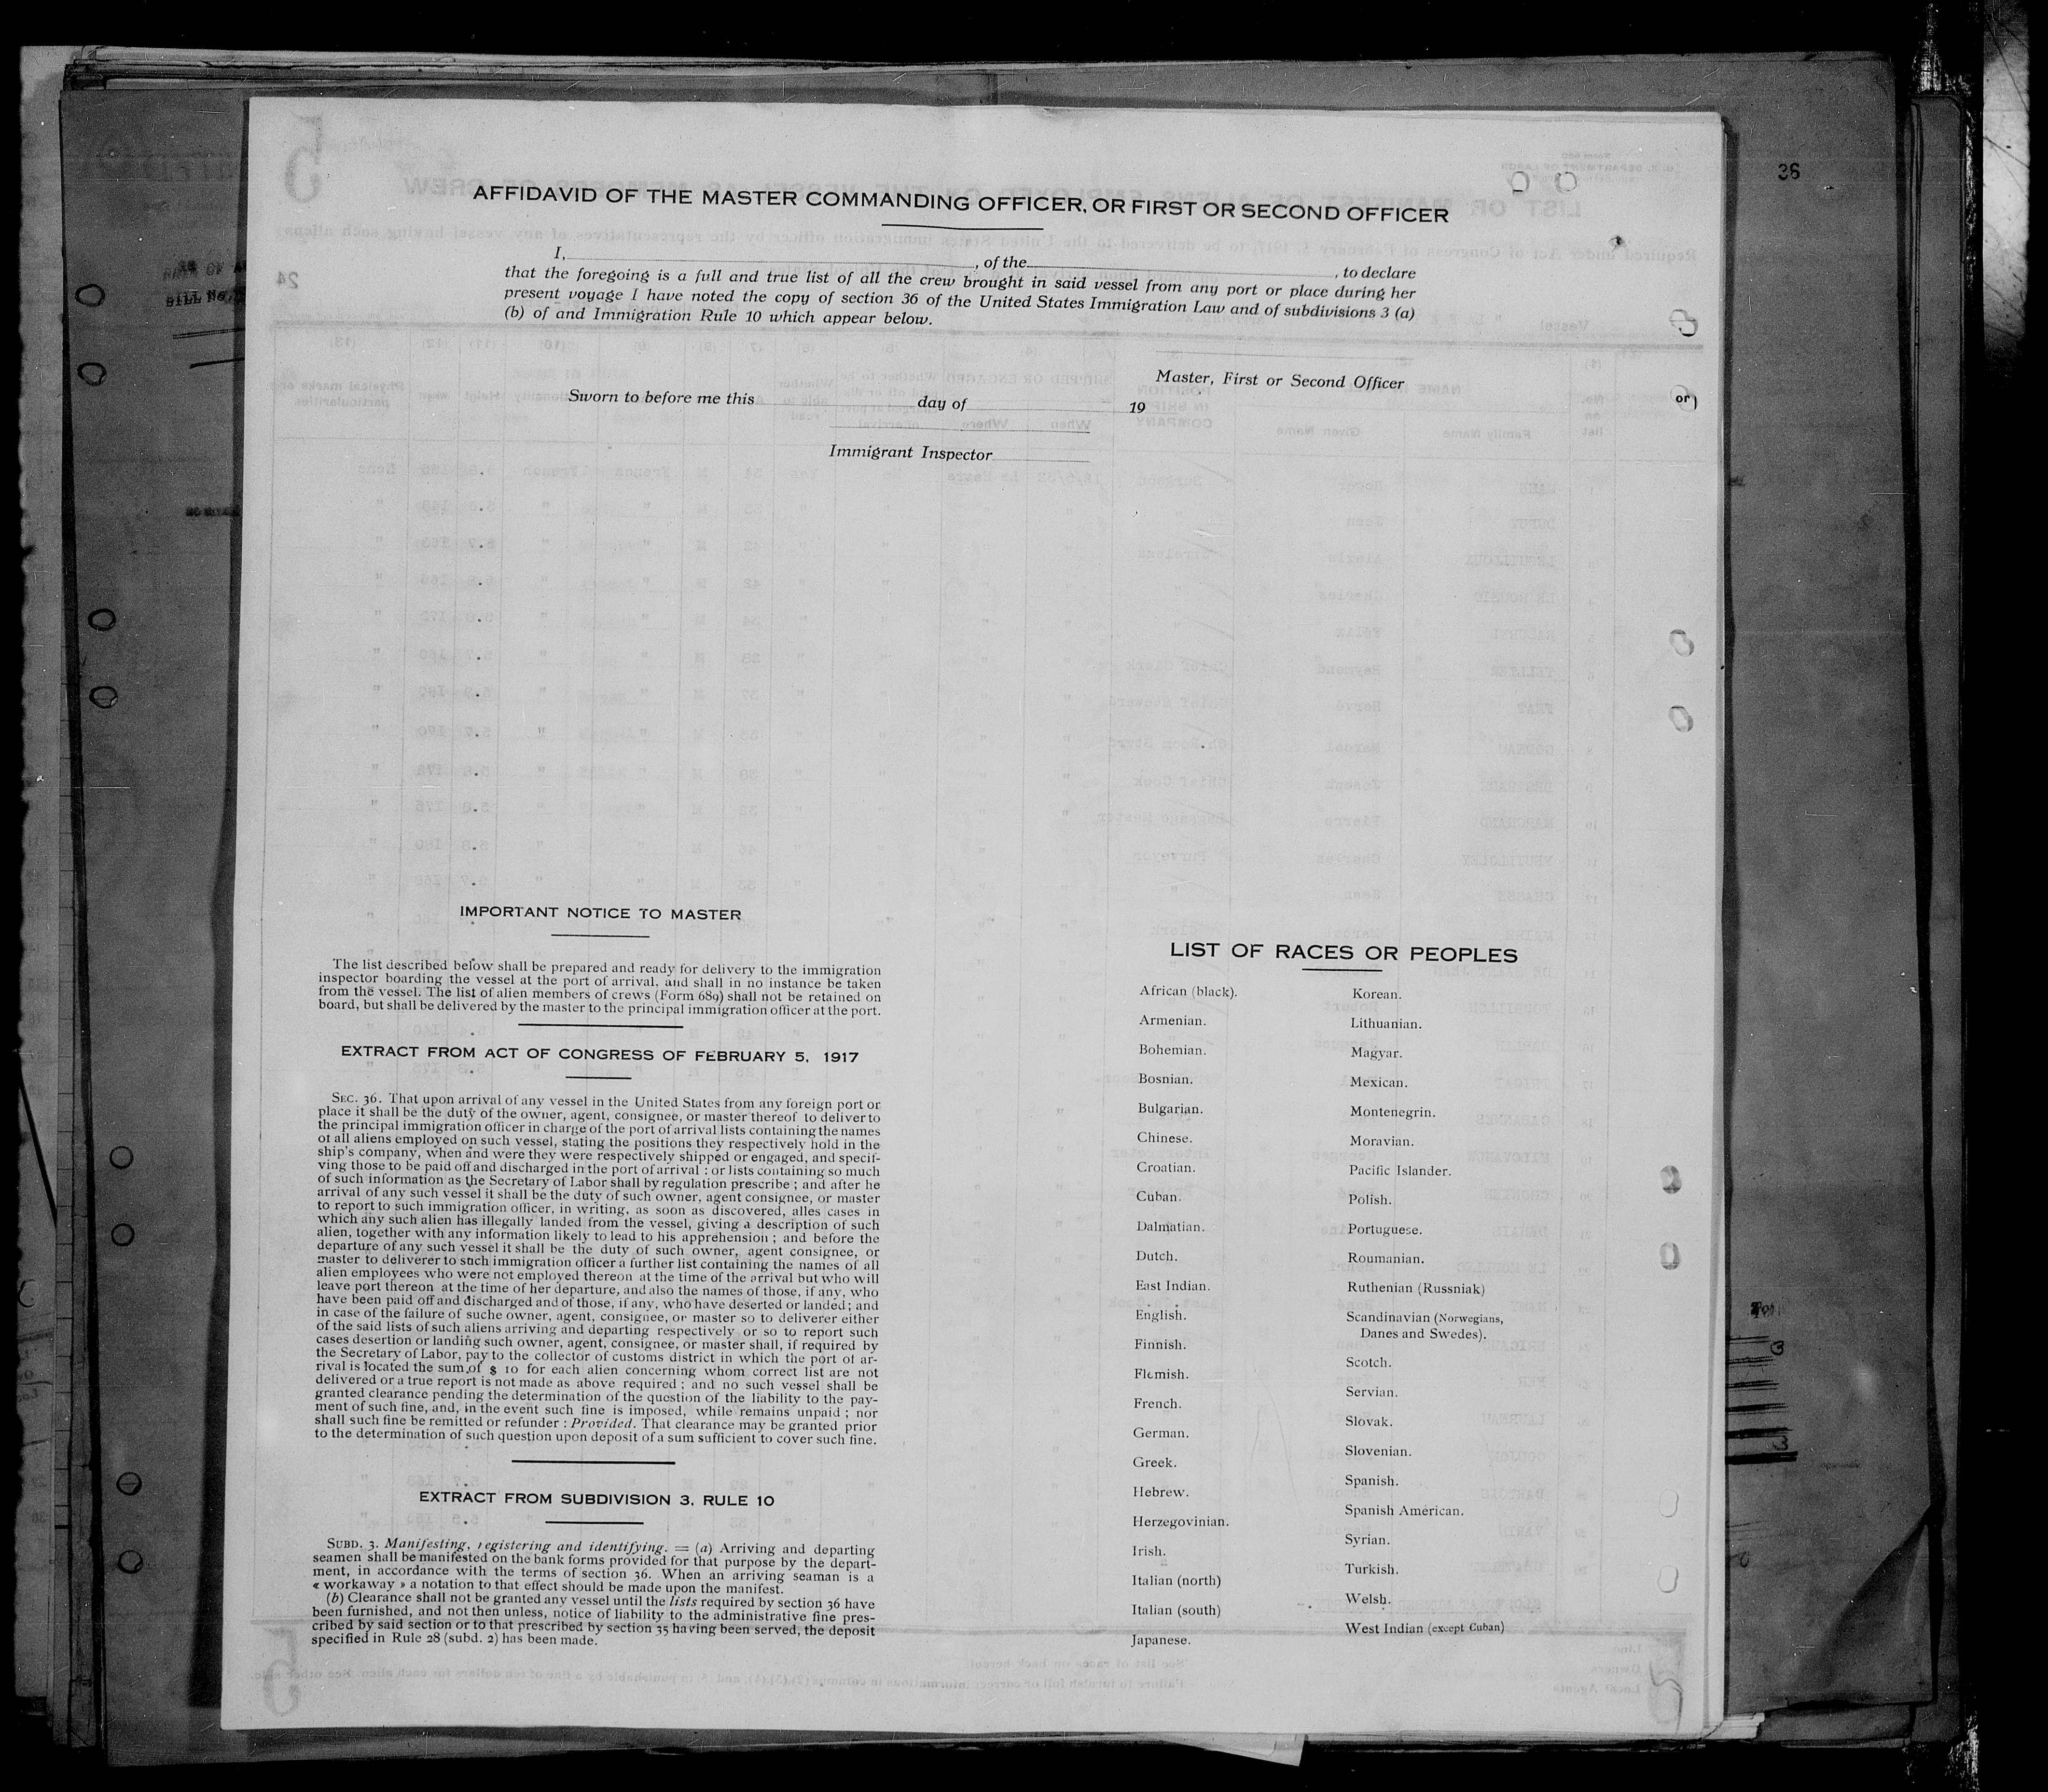 36
AFFIDAVID OF THE MASTER COMMANDING OFFICER, OR FIRST OR SECOND OFFICER
I, , of the , to declare
that the foregoing is a full and true list of all the crew brought in said vessel from any port or place during her
present voyage I have noted the copy of section 36 of the United States Immigration Law and of subdivisions 3 (a)
(b) of and Immigration Rule 10 which appear below.
Master, First or Second Officer
Sworn to before me this day of 19
Immigrant Inspector
IMPORTANT NOTICE TO MASTER
The list described below shall be prepared and ready for delivery to the immigration
inspector boarding the vessel at the port of arrival, and shall in no instance be taken
from the vessel. The list of alien members of crews (Form 689) shall not be retained on
board, but shall be delivered by the master to the principal immigration officer at the port.
EXTRACT FROM ACT OF CONGRESS OF FEBRUARY 5, 1917
SEC. 36. That upon arrival of any vessel in the United States from any foreign port or
place it shall be the duty of the owner, agent, consignee, or master thereof to deliver to
the principal immigration officer in charge of the port of arrival lists containing the names
of all aliens employed on such vessel, stating the positions they respectively hold in the
ship's company, when and were they were respectively shipped or engaged, and specif-
ving those to be paid off and discharged in the port of arrival : or lists containing so much
of such information as the Secretary of Labor shall by regulation prescribe ; and after he
arrival of any such vessel it shall be the duty of such owner, agent consignee, or master
to report to such immigration officer, in writing, as soon as discovered, alles cases in
which any such alien has illegally landed from the vessel, giving a description of such
alien, together with any information likely to lead to his apprehension ; and before the
departure of any such vessel it shall be the duty of such owner, agent consignee, or
master to deliverer to such immigration officer a further list containing the names of all
alien employees who were not employed thereon at the time of the arrival but who will
leave port thereon at the time of her departure, and also the names of those, if any, who
have been paid off and discharged and of those, if any, who have deserted or landed ; and
in case of the failure of suche owner, agent, consignee, or master so to deliverer either
of the said lists of such aliens arriving and departing respectively or so to report such
cases desertion or landing such owner, agent, consignee, or master shall, if required by
the Secretary of Labor, pay to the collector of customs district in which the port of ar-
rival is located the sum of $ 10 for each alien concerning whom correct list are not
delivered or a true report is not made as above required ; and no such vessel shall be
granted clearance pending the determination of the question of the liability to the pay-
ment of such fine, and, in the event such fine is imposed, while remains unpaid ; nor
shall such fine be remitted or refunder : Provided. That clearance may be granted prior
to the determination of such question upon deposit of a sum sufficient to cover such fine.
EXTRACT FROM SUBDIVISION 3, RULE 10
SUBD. 3. Manifesting, registering and identifying. = (a) Arriving and departing
seamen shall be manifested on the bank forms provided for that purpose by the depart-
ment, in accordance with the terms of section 36. When an arriving seaman is a
« workaway » a notation to that effect should be made upon the manifest.
(b) Clearance shall not be granted any vessel until the lists required by section 36 have
been furnished, and not then unless, notice of liability to the administrative fine pres-
cribed by said section or to that prescribed by section 35 having been served, the deposit
specified in Rule 28 (subd. 2) has been made.
LIST OF RACES OR PEOPLES
African (black).
Armenian.
Bohemian.
Bosnian.
Bulgarian.
Chinese.
Croatian.
Cuban.
Dalmatian.
Dutch.
East Indian.
English.
Finnish.
Flemish.
French.
German.
Greek.
Hebrew.
Herzegovinian.
Irish.
Italian (north)
Italian (south)
Japanese.
Korean.
Lithuanian.
Magyar.
Mexican.
Montenegrin.
Moravian.
Pacific Islander.
Polish.
Portuguese.
Roumanian.
Ruthenian (Russniak)
Scandinavian (Norwegians,
Danes and Swedes).
Scotch.
Servian.
Slovak.
Slovenian.
Spanish.
Spanish American.
Syrian.
Turkish.
Welsh.
West Indian (except Cuban)